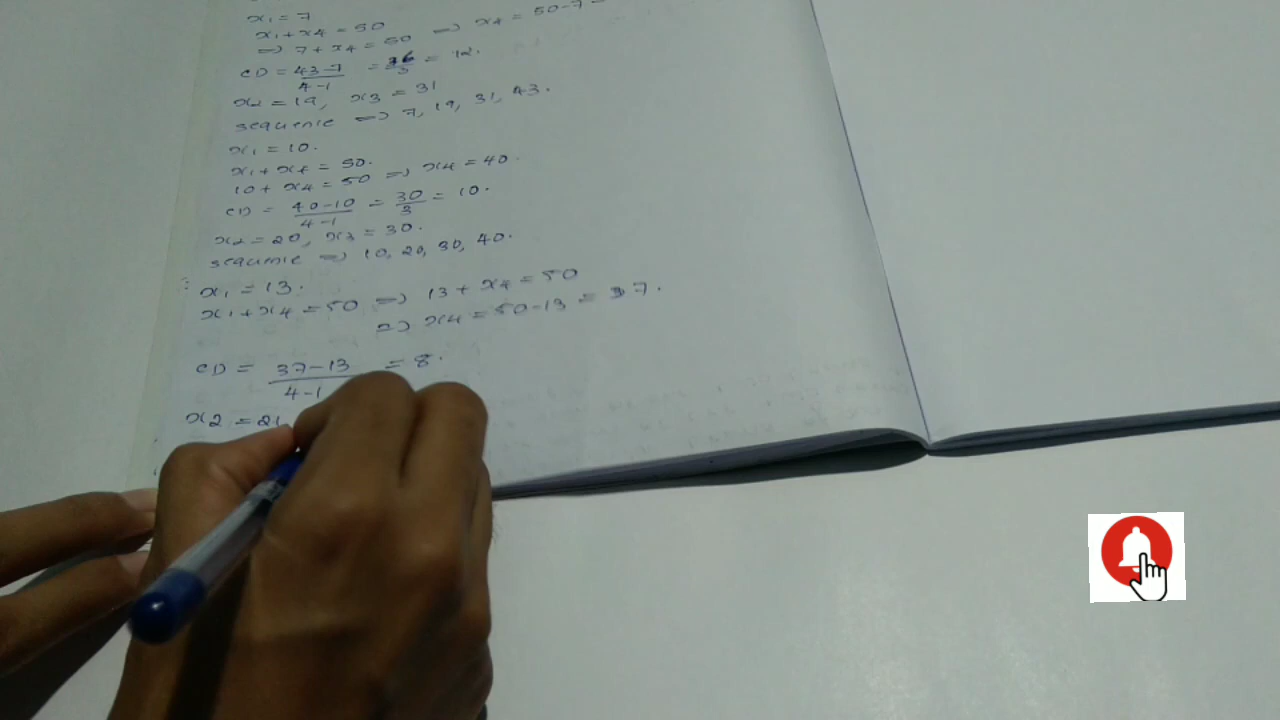 x₁ = 7
x₁ + x₄ = 50
⇒ 7 + x₄ = 50 ⇒ x₄ = 50 - 7 =
CD = 43-7/4-1 = 36/3 = 12.
x₂ = 19, x₃ = 31
sequence ⇒ 7, 19, 31, 43.
x₁ = 10.
x₁ + x₄ = 50.
10 + x₄ = 50 ⇒ x₄ = 40.
CD = 40-10/4-1 = 30/3 = 10.
x₂ = 20, x₃ = 30.
sequence ⇒ 10, 20, 30, 40.
x₁ = 13.
x₁ + x₄ = 50 ⇒ 13 + x₄ = 50
⇒ x₄ = 50 - 13 = 37.
CD = 37-13/4-1 = 8.
x₂ = 21